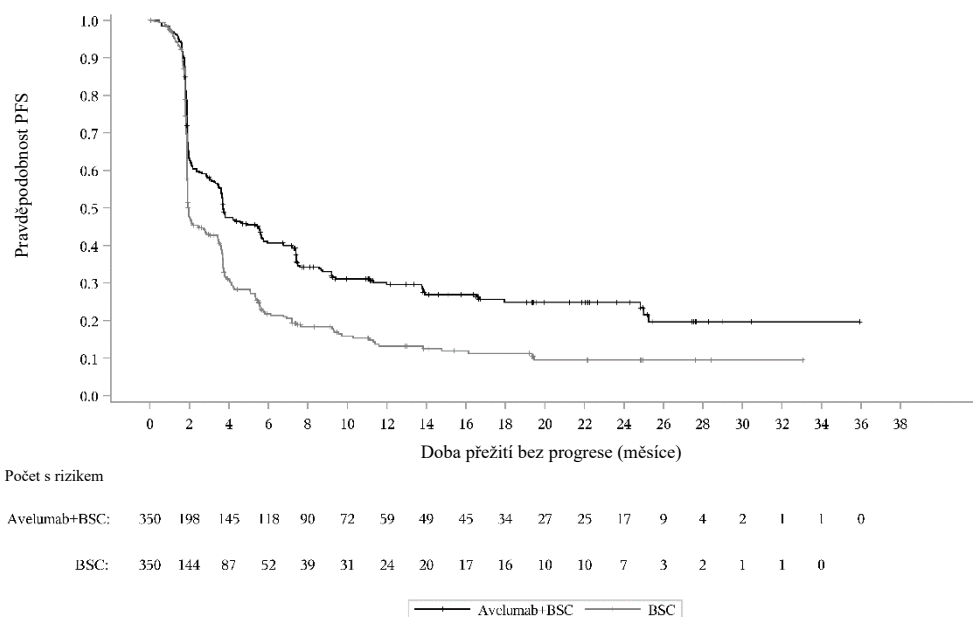 Pravděpodobnost PFS
1.0
0.9
0.8
0.7
0.6
0.5
0.4
0.3
0.2
0.1
0.0
0 2 4 6 8 10 12 14 16 18 20 22 24 26 28 30 32 34 36 38
Doba přežití bez progrese (měsíce)
Počet s rizikem
Avelumab+BSC: 350 198 145 118 90 72 59 49 45 34 27 25 17 9 4 2 1 1 0
BSC: 350 144 87 52 39 31 24 20 17 16 10 10 7 3 2 1 1 0
Avelumab+BSC BSC